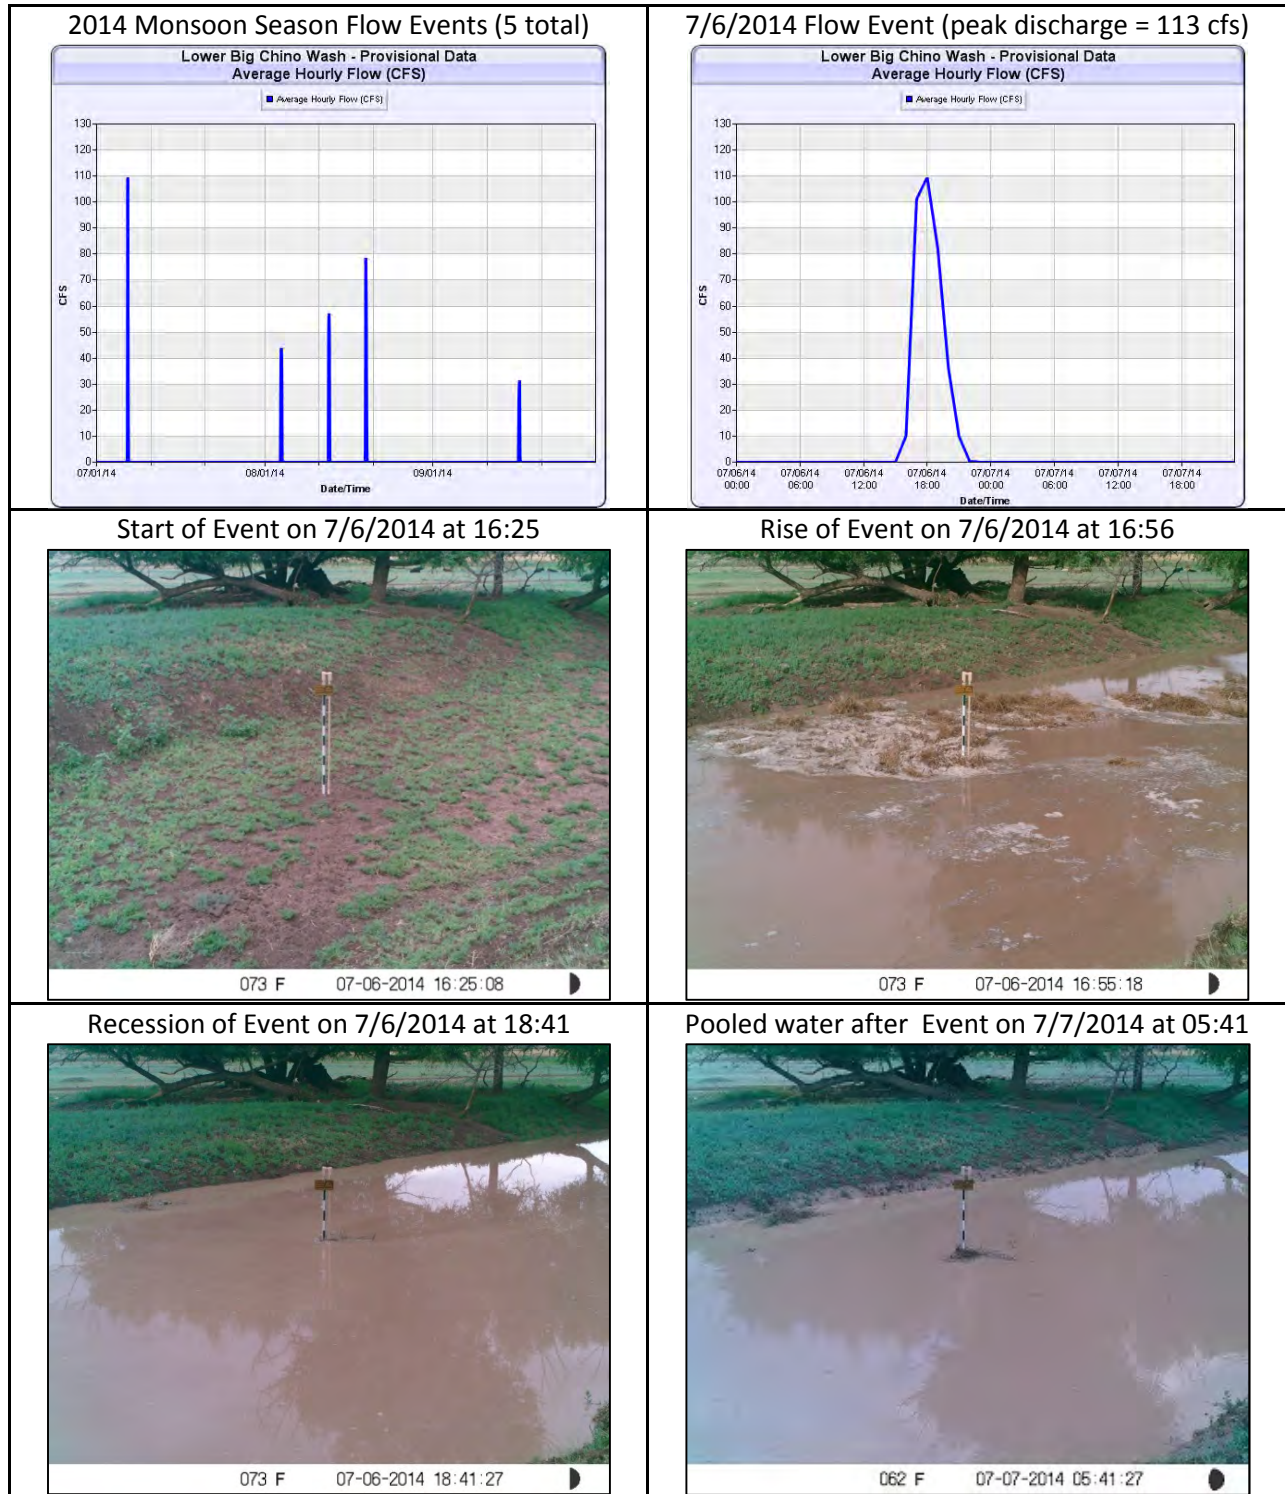 2014 Monsoon Season Flow Events (5 total)
Lower Big Chino Wash - Provisional Data
Average Hourly Flow (CFS)
Average Hourly Flow (CFS)
130
120
110
100
90
80
70
60
50
40
30
20
10
0
CFS
07/01/14
08/01/14
09/01/14
Date/Time
7/6/2014 Flow Event (peak discharge = 113 cfs)
Lower Big Chino Wash - Provisional Data
Average Hourly Flow (CFS)
Average Hourly Flow (CFS)
130
120
110
100
90
80
70
60
50
40
30
20
10
0
CFS
07/06/14 07/06/14 07/06/14 07/06/14 07/07/14 07/07/14 07/07/14 07/07/14
00:00 06:00 12:00 18:00 00:00 06:00 12:00 18:00
Date/Time
Start of Event on 7/6/2014 at 16:25
073 F 07-06-2014 16:25:08
Rise of Event on 7/6/2014 at 16:56
073 F 07-06-2014 16:55:18
Recession of Event on 7/6/2014 at 18:41
073 F 07-06-2014 18:41:27
Pooled water after Event on 7/7/2014 at 05:41
062 F 07-07-2014 05:41:27